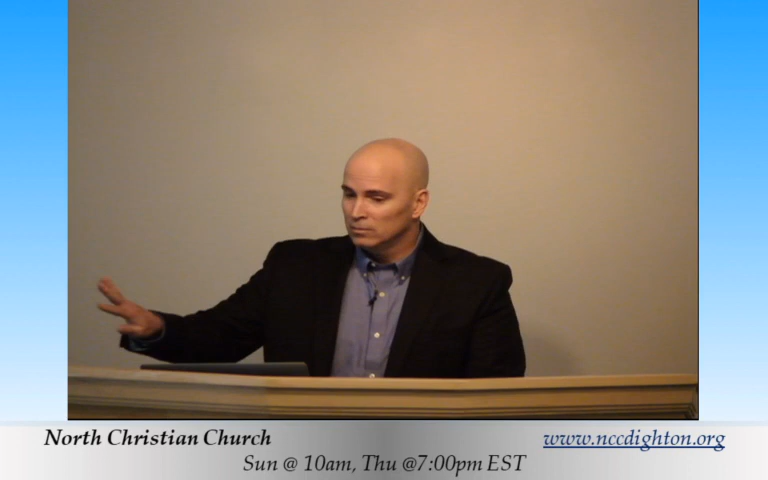 North Christian Church www.nccdighton.org
Sun @ 10am, Thu @7:00pm EST